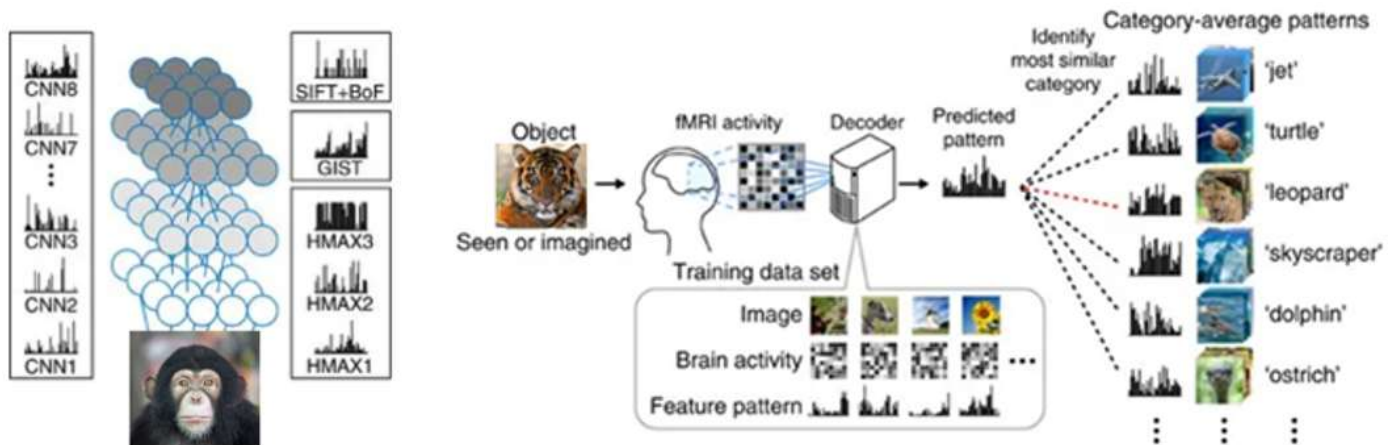 CNN8
CNN7
CNN3
CNN2
CNN1
SIFT+BoF
GIST
HMAX3
HMAX2
HMAX1
Object
Seen or imagined
fMRI activity
Decoder
Predicted
pattern
Identify
most similar
category
Category-average patterns
'jet'
'turtle'
'leopard'
'skyscraper'
'dolphin'
'ostrich'
Training data set
Image
Brain activity
Feature pattern